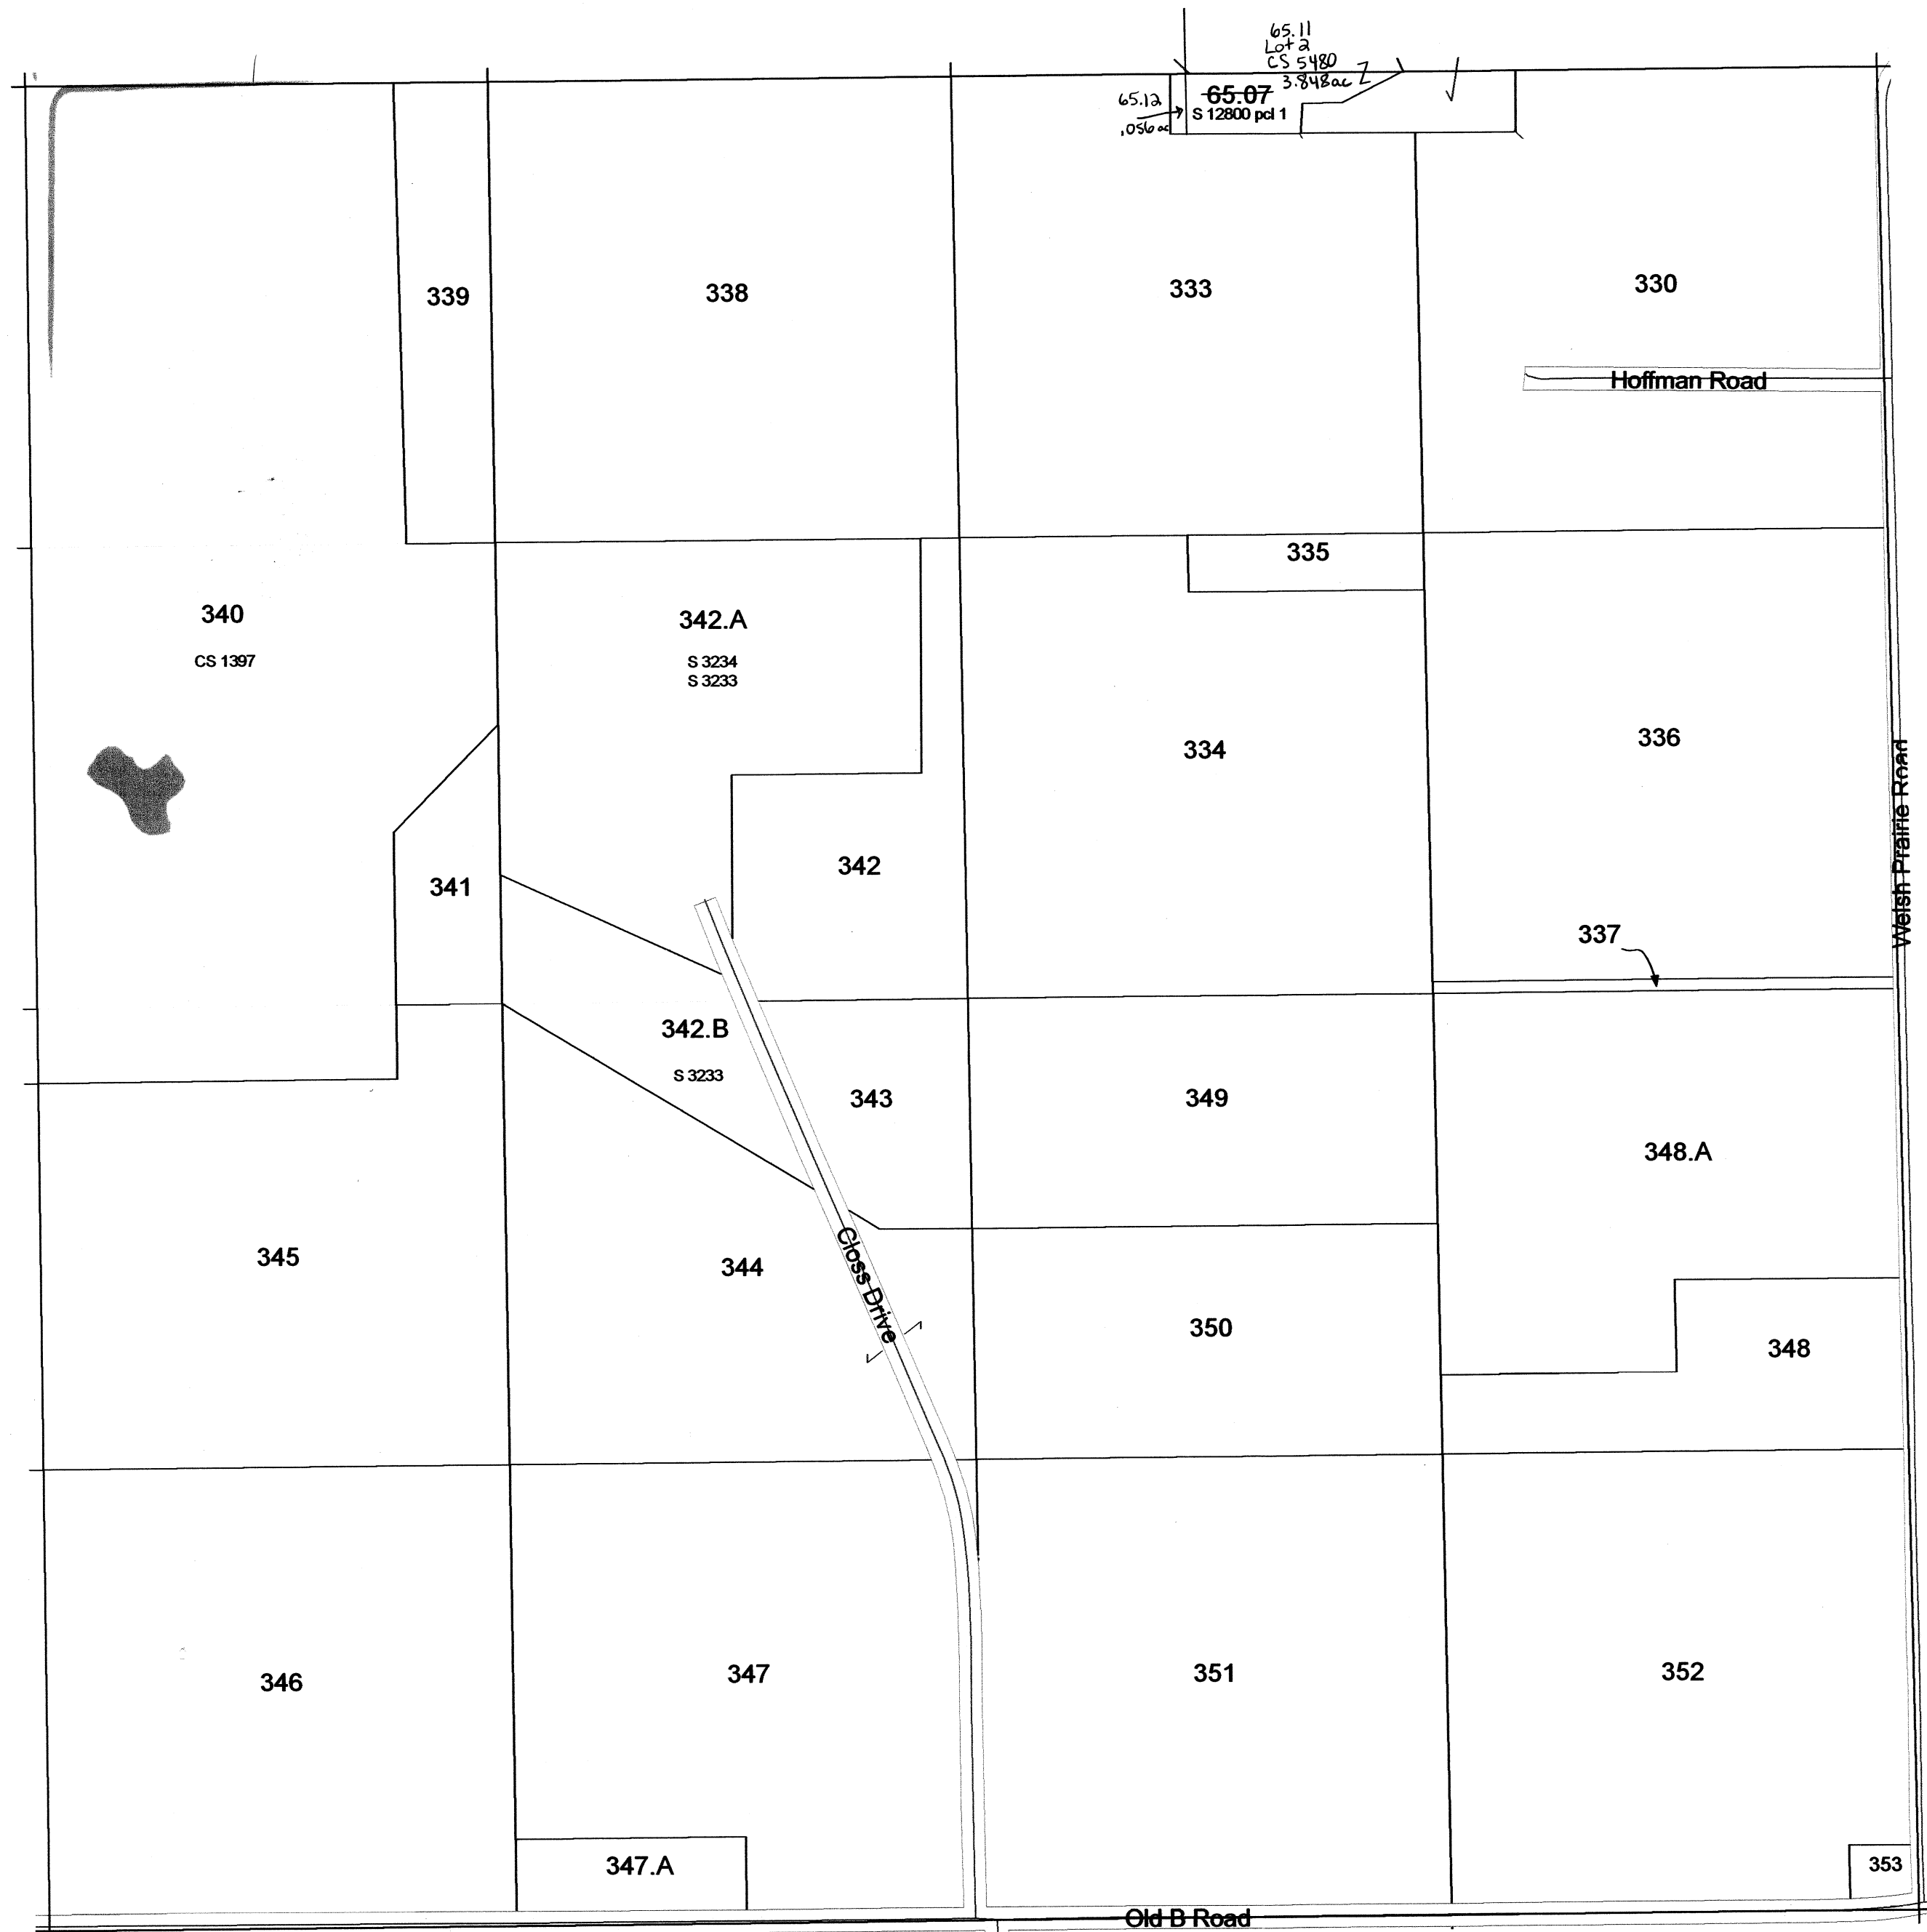 65.11
Lot 2
CS 5480
3.848ac Z
65.12
.056 ac
65.07
S 12800 pcl 1
339
338
333
330
Hoffman Road
335
340
CS 1397
342.A
S 3234
S 3233
334
336
Welsh Prairie Road
342
341
337
342.B
S 3233
343
349
348.A
345
344
Closs Drive
350
348
346
347
351
352
347.A
353
Old B Road